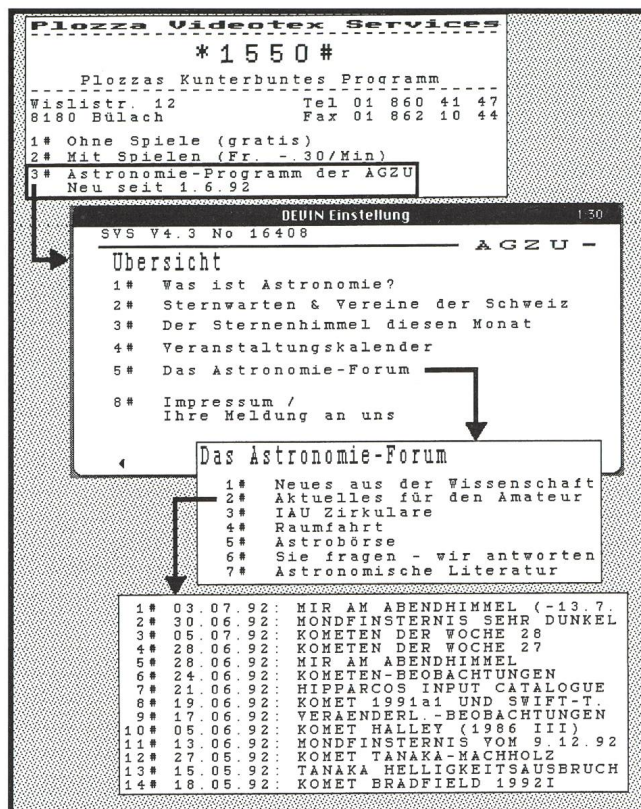 Plozza Videotex Services
*1550#
Plozzas Kunterbuntes Programm
Wislistr. 12 Tel 01 860 41 47
8180 Bülach Fax 01 862 10 44
1# Ohne Spiele (gratis)
2# Mit Spielen (Fr. -.30/Min)
3# Astronomie-Programm der AGZU
Neu seit 1.6.92
DEVIN Einstellung 1:30
SYS V4.3 No 16408
AGZU -
Übersicht
1# Was ist Astronomie?
2# Sternwarten & Vereine der Schweiz
3# Der Sternenhimmel diesen Monat
4# Veranstaltungskalender
5# Das Astronomie-Forum
8# Impressum /
Ihre Meldung an uns
Das Astronomie-Forum
1# Neues aus der Wissenschaft
2# Aktuelles für den Amateur
3# IAU Zirkulare
4# Raumfahrt
5# Astrobörse
6# Sie fragen - wir antworten
7# Astronomische Literatur
1# 03.07.92: MIR AM ABENDHIMMEL (-13.7.
2# 30.06.92: MONDFINSTERNIS SEHR DUNKEL
3# 05.07.92: KOMETEN DER WOCHE 28
4# 28.06.92: KOMETEN DER WOCHE 27
5# 28.06.92: MIR AM ABENDHIMMEL
6# 24.06.92: KOMETEN-BEOBACHTUNGEN
7# 21.06.92: HIPPARCOS INPUT CATALOGUE
8# 19.06.92: KOMET 1991a1 UND SWIFT-T.
9# 17.06.92: VERAENDERL.-BEOBACHTUNGEN
10# 05.06.92: KOMET HALLEY (1986 III)
11# 13.06.92: MONDFINSTERNIS VOM 9.12.92
12# 27.05.92: KOMET TANAKA-MACHHOLZ
13# 15.05.92: TANAKA HELLIGKEITSAUSBRUCH
14# 18.05.92: KOMET BRADFIELD 1992I